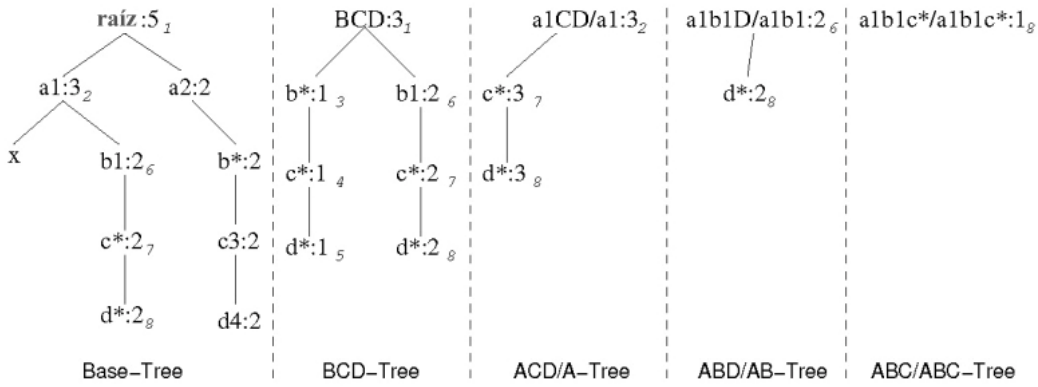 raíz :5 1 BCD:3 1 a1CD/a1:3 2 a1b1D/a1b1:2 6 a1b1c*/a1b1c*:1 8
a1:3 2 a2:2 b*:1 3 b1:2 6 c*:3 7 d*:2 8
x b1:2 6 b*:2 c*:1 4 c*:2 7 d*:3 8
c*:2 7 c3:2 d*:1 5 d*:2 8
d*:2 8 d4:2
Base-Tree BCD-Tree ACD/A-Tree ABD/AB-Tree ABC/ABC-Tree